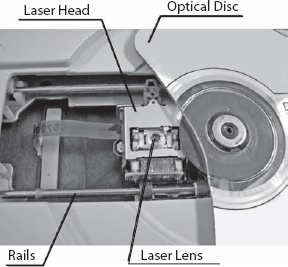 Laser Head
Optical Disc
Rails
Laser Lens